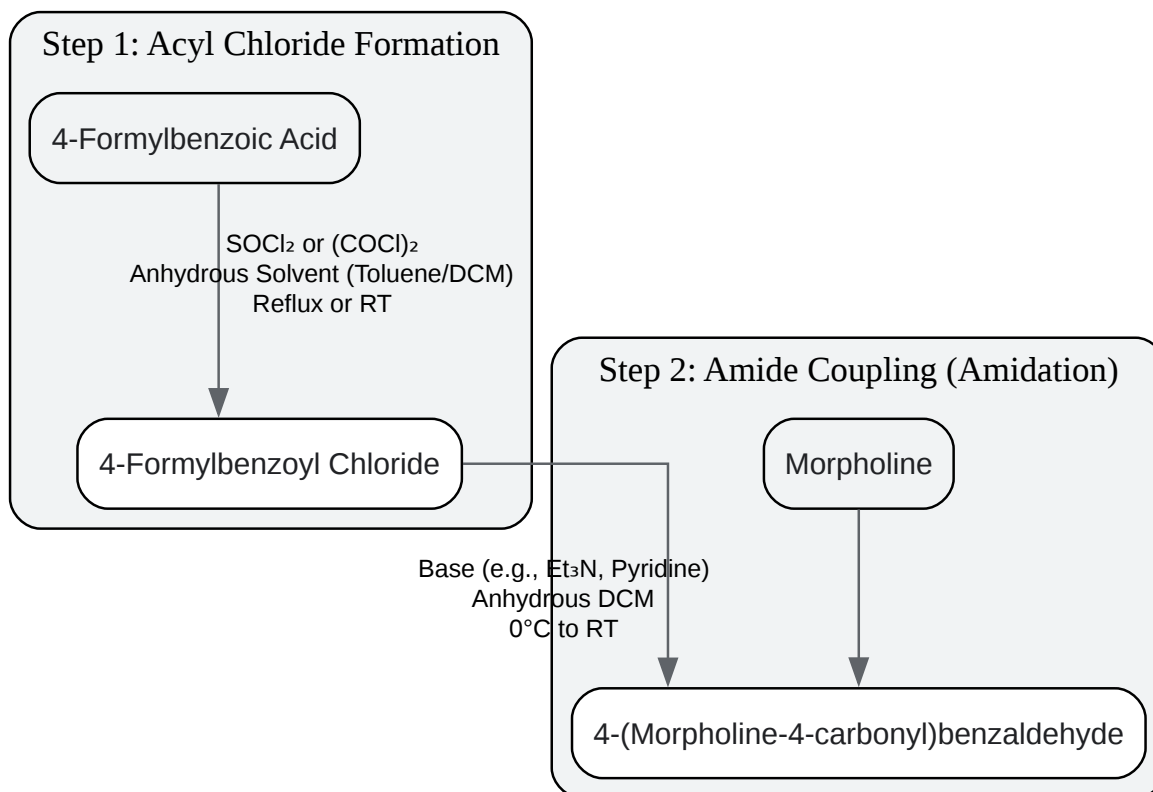 Step 1: Acyl Chloride Formation
4-Formylbenzoic Acid
SOCl₂ or (COCl)₂
Anhydrous Solvent (Toluene/DCM)
Reflux or RT
4-Formylbenzoyl Chloride
Step 2: Amide Coupling (Amidation)
Morpholine
Base (e.g., Et₃N, Pyridine)
Anhydrous DCM
0°C to RT
4-(Morpholine-4-carbonyl)benzaldehyde